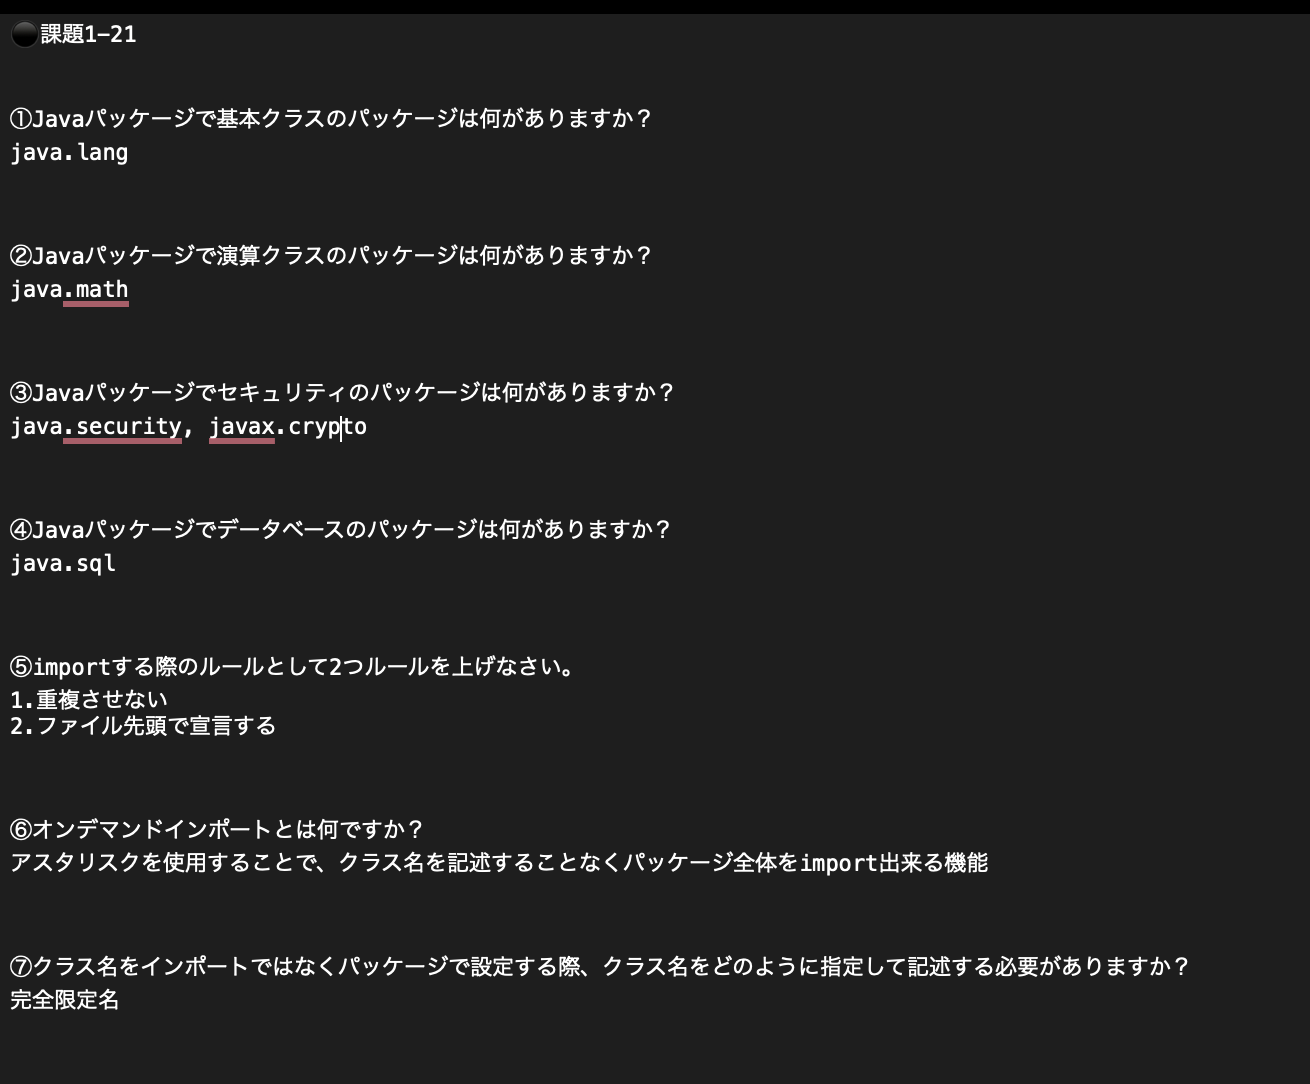 ⚫課題1-21
①Javaパッケージで基本クラスのパッケージは何がありますか？
java.lang
②Javaパッケージで演算クラスのパッケージは何がありますか？
java.math
③Javaパッケージでセキュリティのパッケージは何がありますか？
java.security, javax.crypto
④Javaパッケージでデータベースのパッケージは何がありますか？
java.sql
⑤importする際のルールとして2つルールを上げなさい。
1.重複させない
2.ファイル先頭で宣言する
⑥オンデマンドインポートとは何ですか？
アスタリスクを使用することで、クラス名を記述することなくパッケージ全体をimport出来る機能
⑦クラス名をインポートではなくパッケージで設定する際、クラス名をどのように指定して記述する必要がありますか？
完全限定名